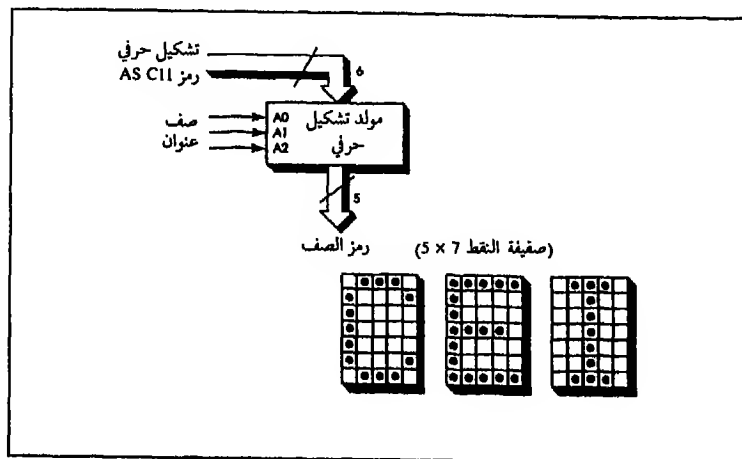 تشكيل حرفي
رمز AS C11
6
صف
عنوان
A0
A1
A2
مولد تشكيل
حرفي
5
رمز الصف
(صفيفة النقط 7 × 5)